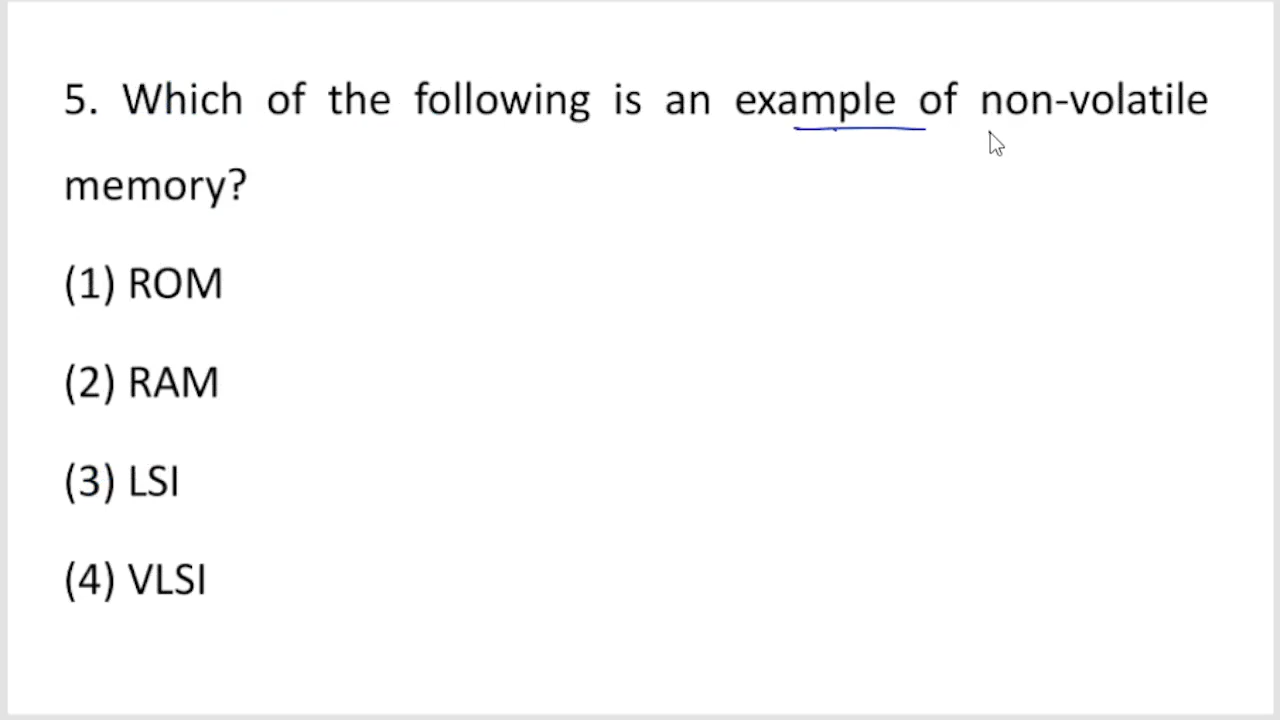 5. Which of the following is an example of non-volatile
memory?
(1) ROM
(2) RAM
(3) LSI
(4) VLSI